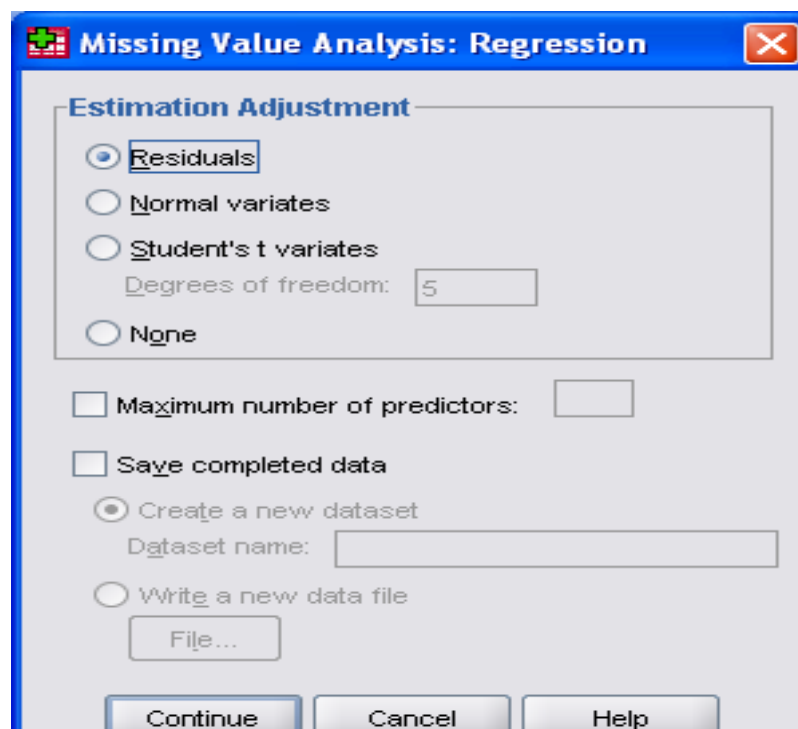 Missing Value Analysis: Regression
Estimation Adjustment
Residuals
Normal variates
Student's t variates
Degrees of freedom: 5
None
Maximum number of predictors:
Save completed data
Create a new dataset
Dataset name:
Write a new data file
File...
Continue Cancel Help